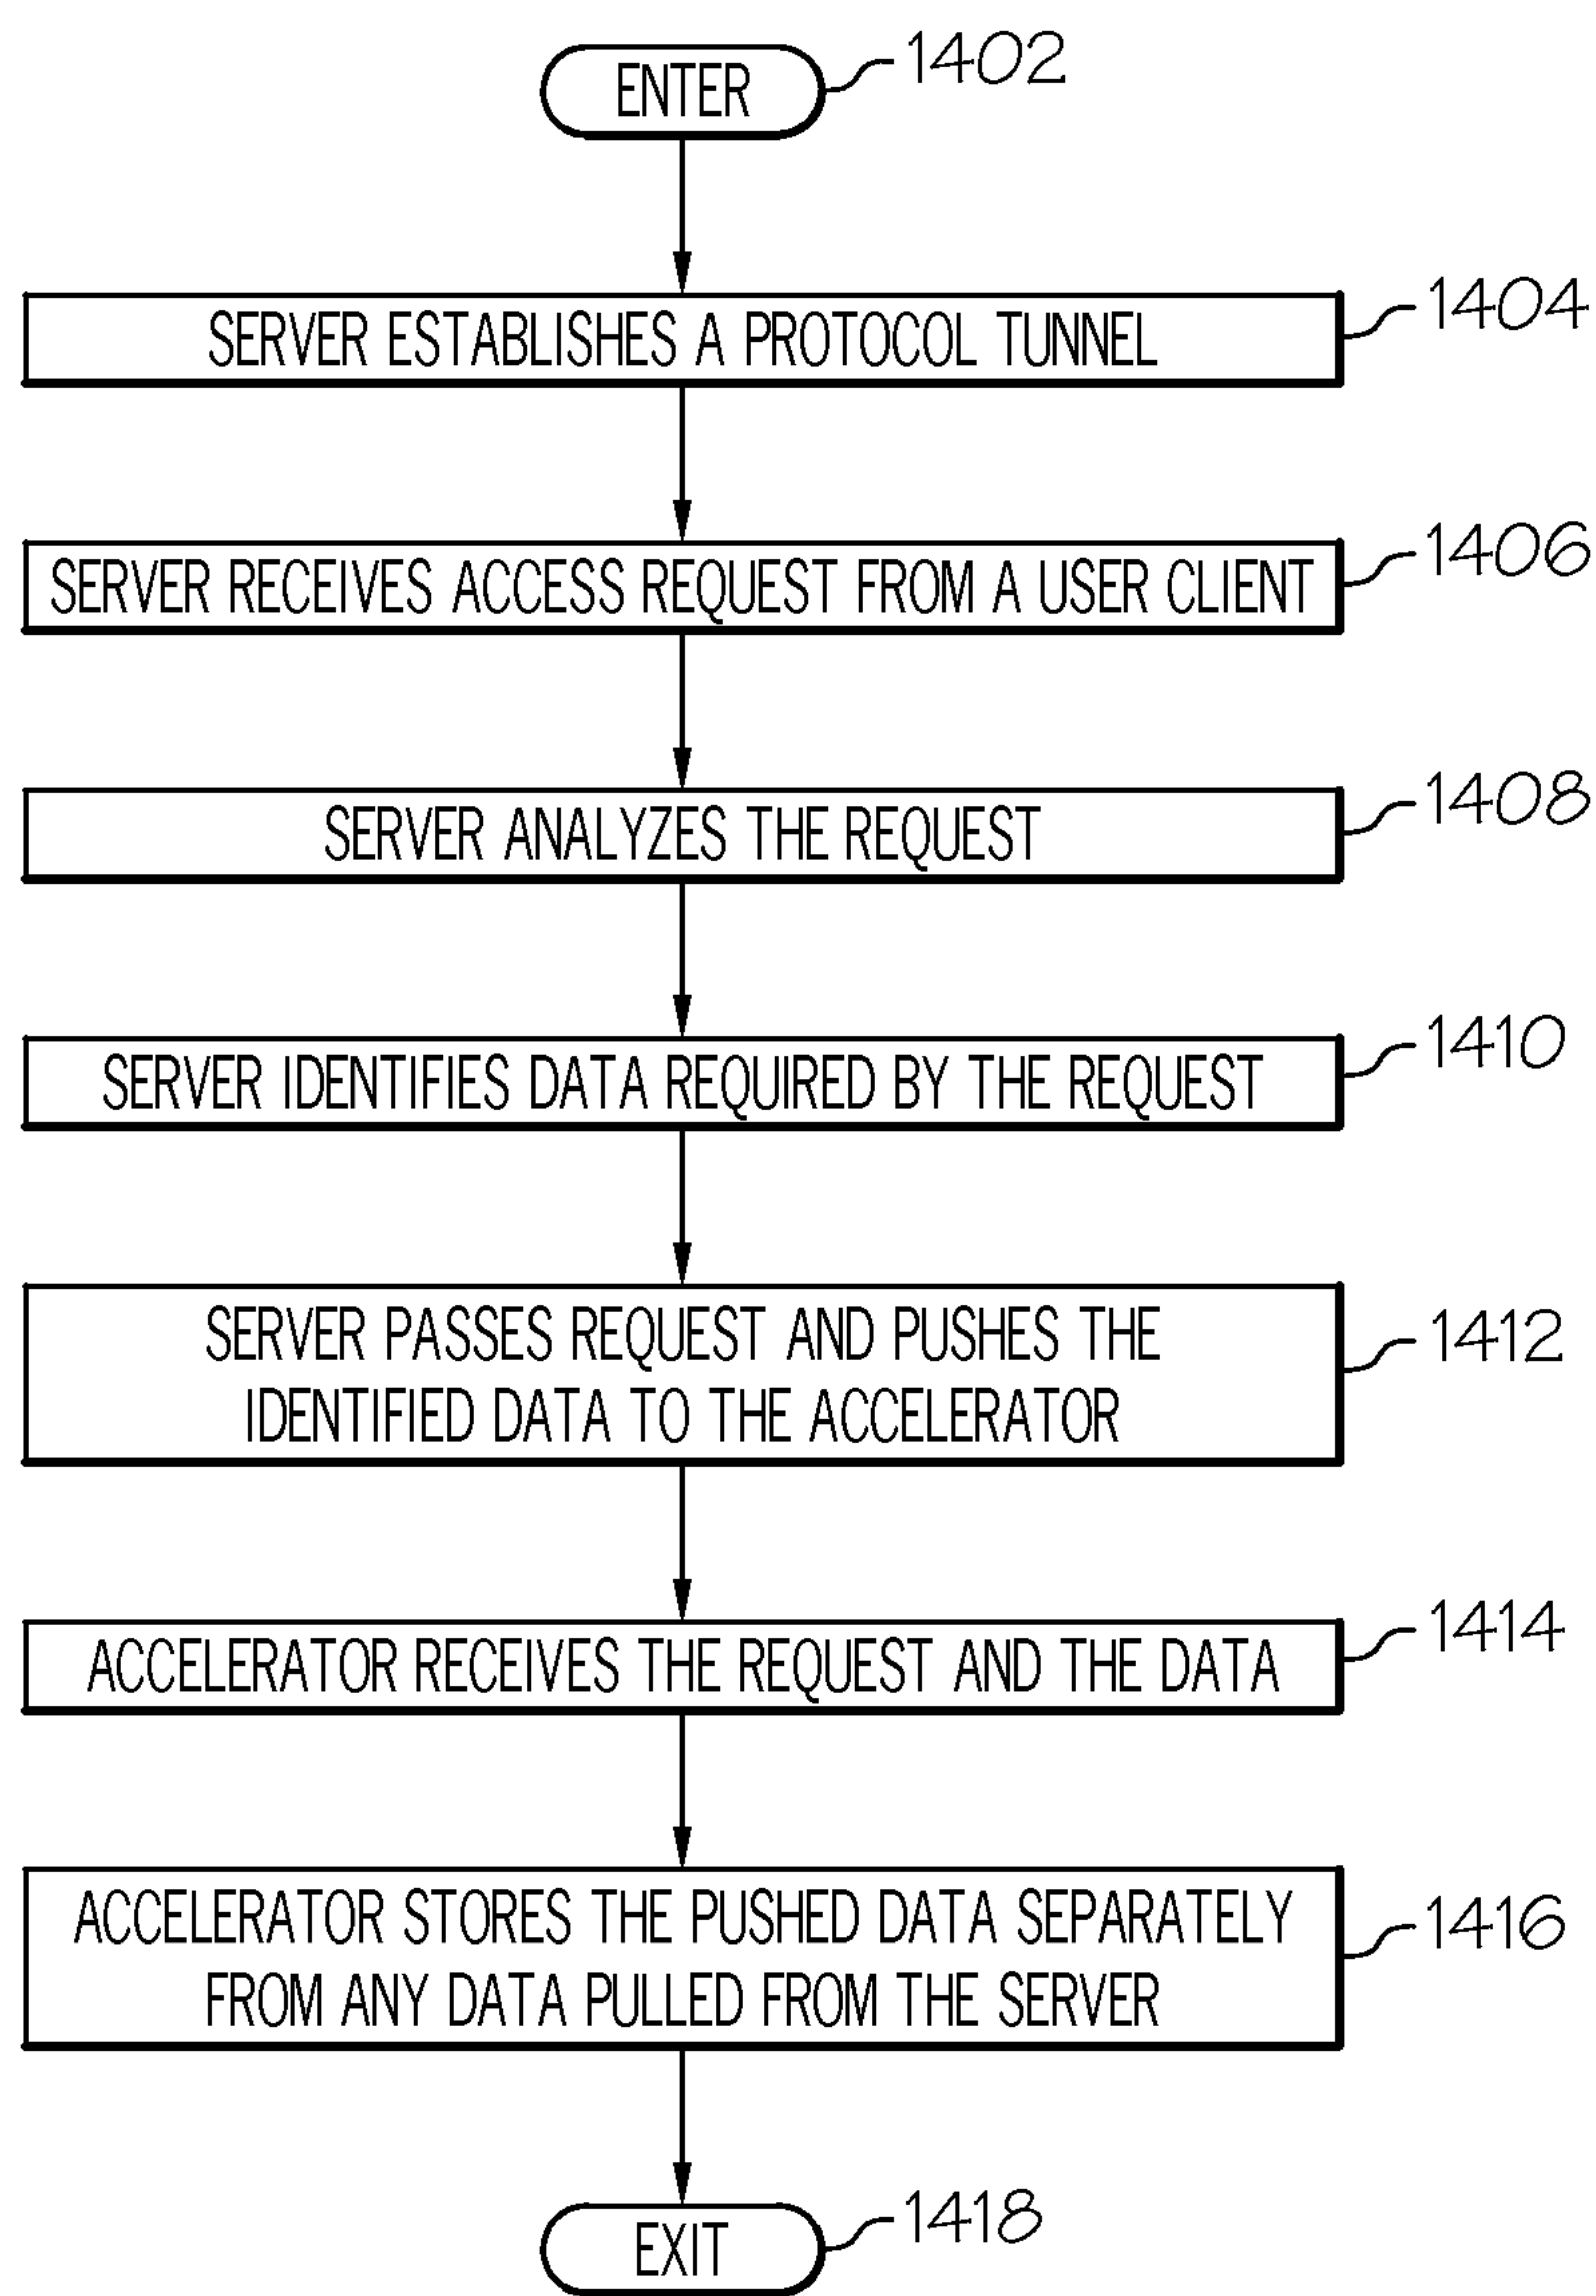 ENTER
1402
SERVER ESTABLISHES A PROTOCOL TUNNEL
1404
SERVER RECEIVES ACCESS REQUEST FROM A USER CLIENT
1406
SERVER ANALYZES THE REQUEST
1408
SERVER IDENTIFIES DATA REQUIRED BY THE REQUEST
1410
SERVER PASSES REQUEST AND PUSHES THE
IDENTIFIED DATA TO THE ACCELERATOR
1412
ACCELERATOR RECEIVES THE REQUEST AND THE DATA
1414
ACCELERATOR STORES THE PUSHED DATA SEPARATELY
FROM ANY DATA PULLED FROM THE SERVER
1416
EXIT
1418